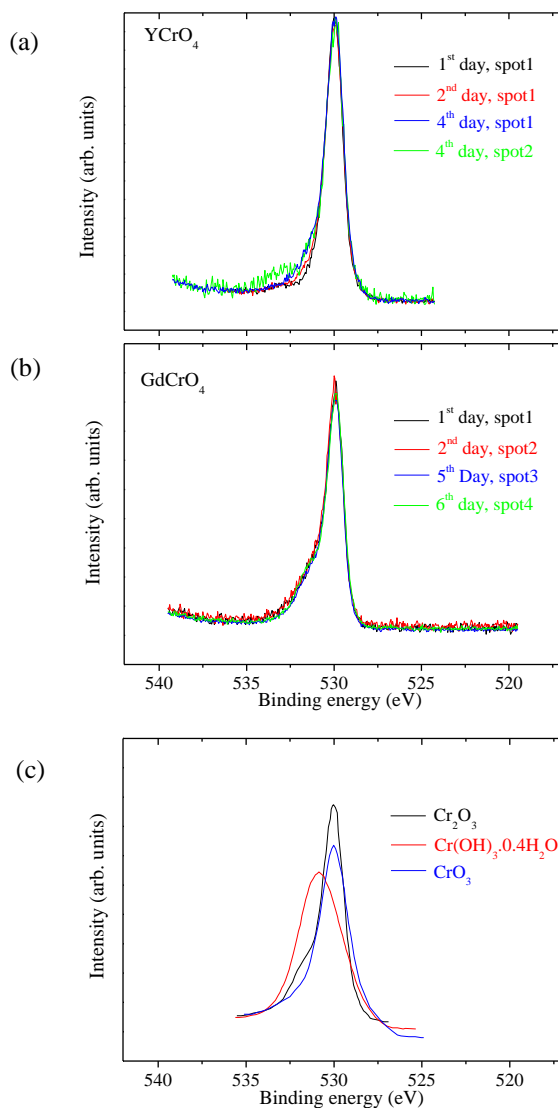 (a)
YCrO₄
1ˢᵗ day, spot1
2ⁿᵈ day, spot1
4ᵗʰ day, spot1
4ᵗʰ day, spot2
Intensity (arb. units)
(b)
GdCrO₄
1ˢᵗ day, spot1
2ⁿᵈ day, spot2
5ᵗʰ Day, spot3
6ᵗʰ day, spot4
Intensity (arb. units)
540 535 530 525 520
Binding energy (eV)
(c)
Cr₂O₃
Cr(OH)₃.0.4H₂O
CrO₃
Intensity (arb. units)
540 535 530 525 520
Binding energy (eV)